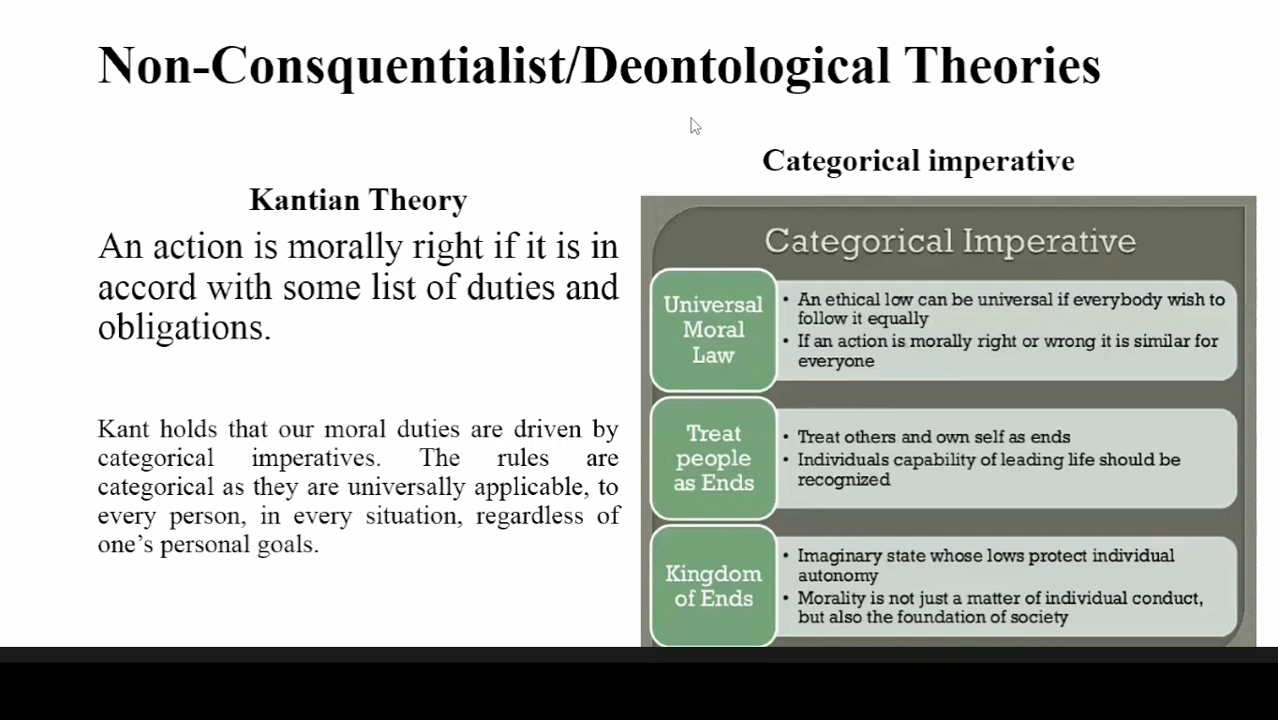 Non-Consquentialist/Deontological Theories
Kantian Theory
An action is morally right if it is in
accord with some list of duties and
obligations.
Kant holds that our moral duties are driven by
categorical imperatives. The rules are
categorical as they are universally applicable, to
every person, in every situation, regardless of
one's personal goals.
Categorical imperative
Categorical Imperative
Universal
Moral
Law
• An ethical low can be universal if everybody wish to
follow it equally
• If an action is morally right or wrong it is similar for
everyone
Treat
people
as Ends
• Treat others and own self as ends
• Individuals capability of leading life should be
recognized
Kingdom
of Ends
• Imaginary state whose lows protect individual
autonomy
• Morality is not just a matter of individual conduct,
but also the foundation of society